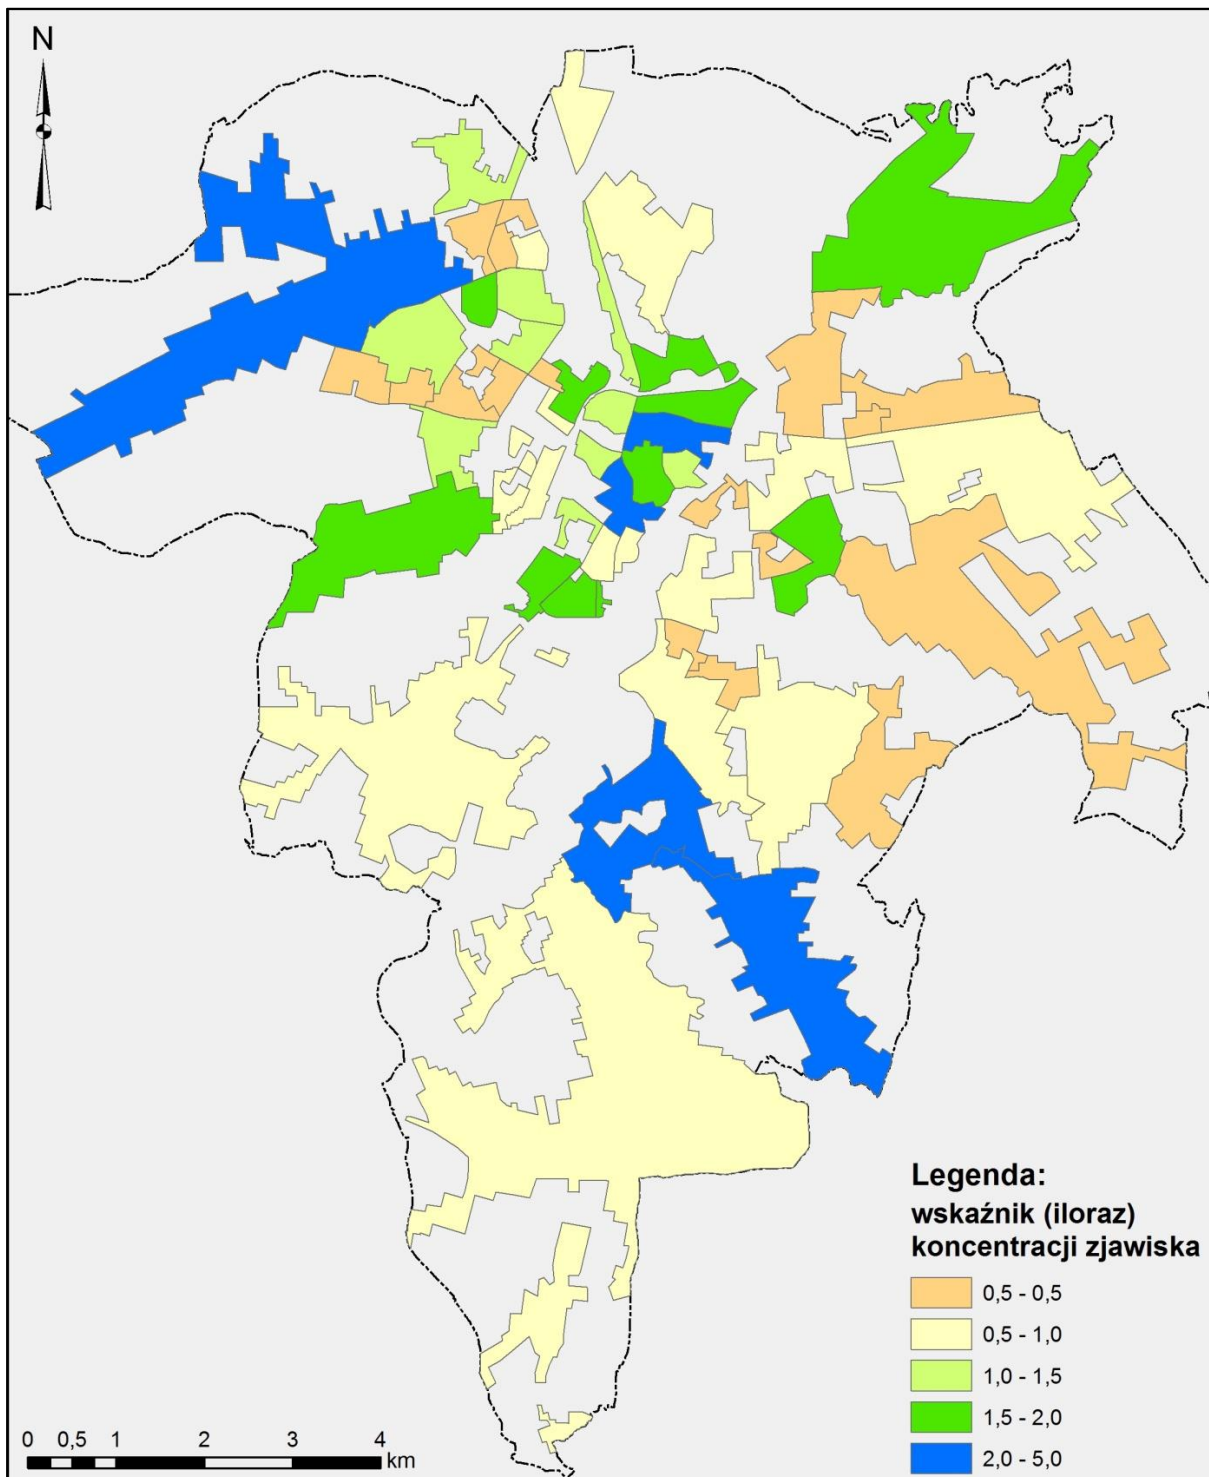 N
Legenda:
wskaźnik (iloraz)
koncentracji zjawiska
0,5 - 0,5
0,5 - 1,0
1,0 - 1,5
1,5 - 2,0
2,0 - 5,0
0 0,5 1 2 3 4
km